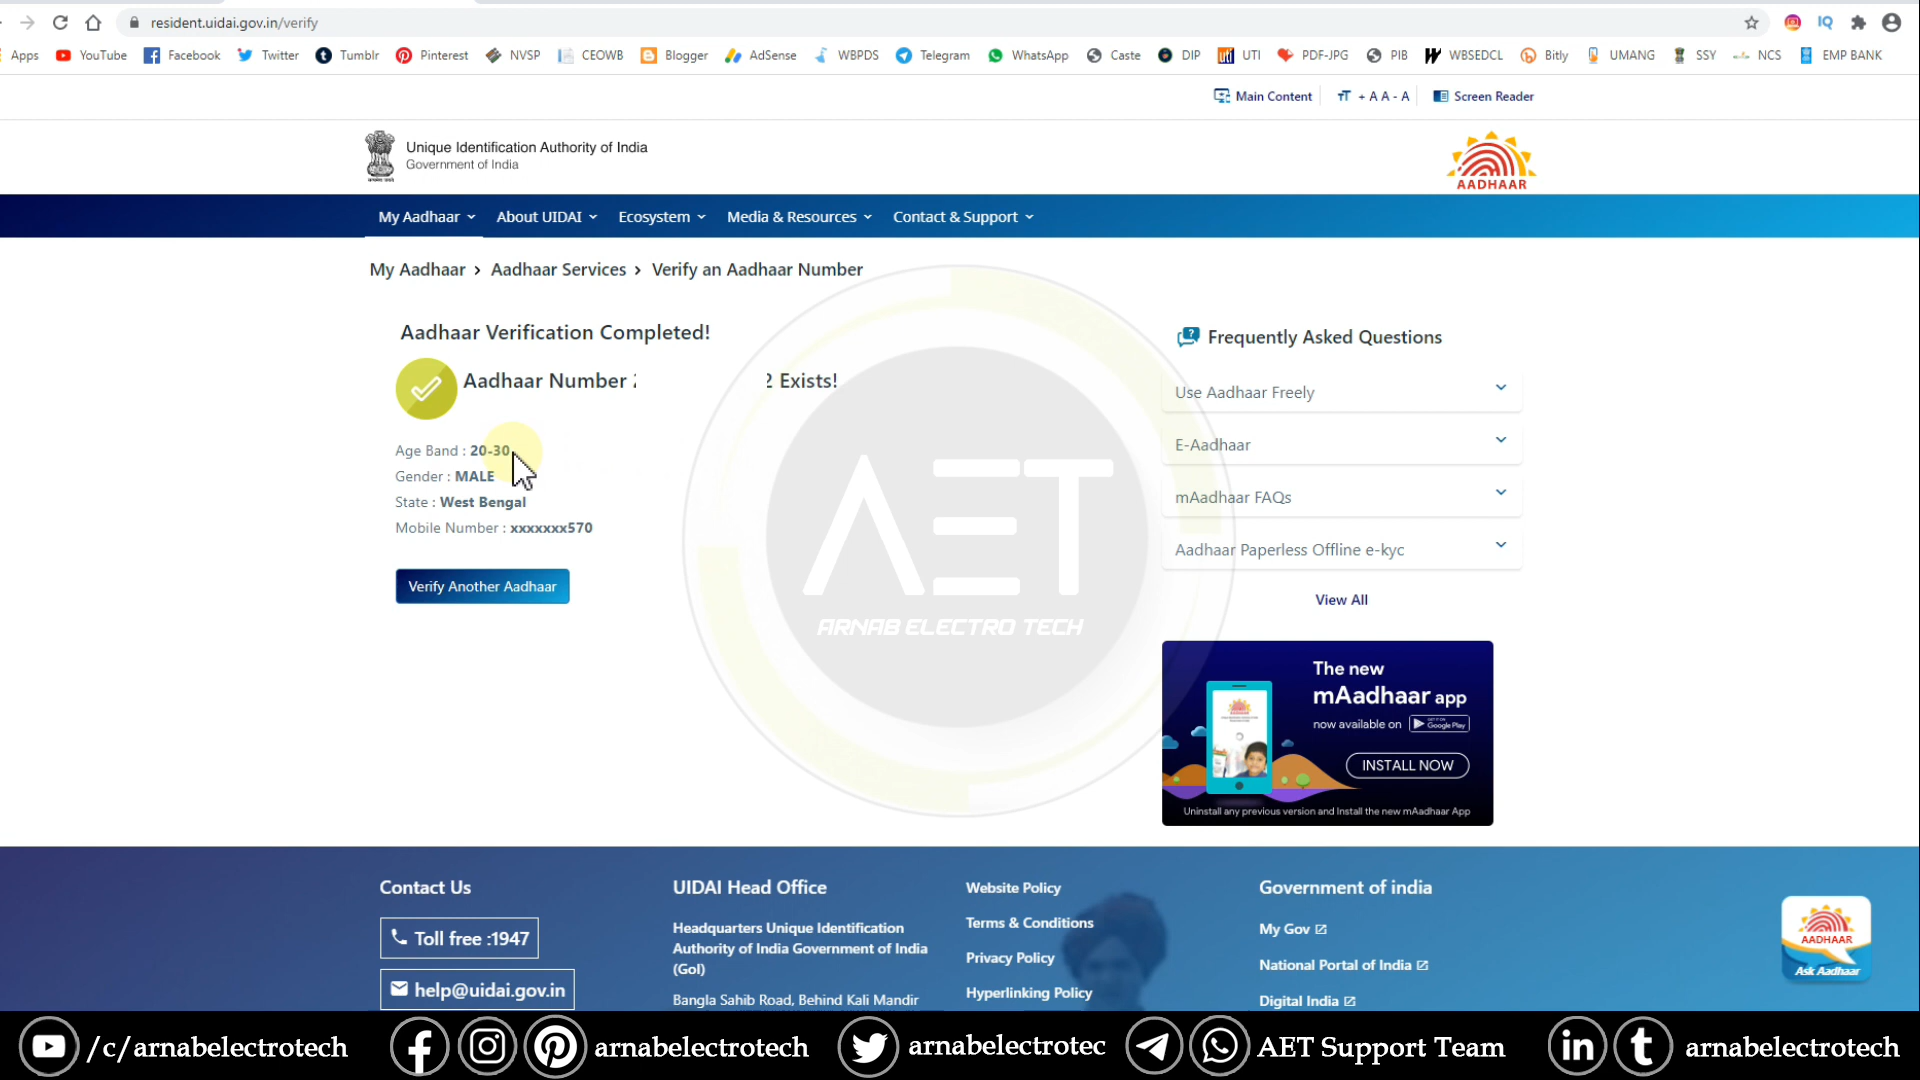 resident.uidai.gov.in/verify
Apps YouTube Facebook Twitter Tumblr Pinterest NVSP CEOWB Blogger AdSense WBPDS Telegram WhatsApp Caste DIP UTI PDF-JPG PIB WBSEDCL Bitly UMANG SSY NCS EMP BANK
Main Content + A A - A Screen Reader
Unique Identification Authority of India
Government of India
AADHAAR
My Aadhaar About UIDAI Ecosystem Media & Resources Contact & Support
My Aadhaar › Aadhaar Services › Verify an Aadhaar Number
Aadhaar Verification Completed!
Aadhaar Number 2 2 Exists!
Age Band : 20-30
Gender : MALE
State : West Bengal
Mobile Number : xxxxxxx570
Verify Another Aadhaar
AET
ARNAB ELECTRO TECH
Frequently Asked Questions
Use Aadhaar Freely
E-Aadhaar
mAadhaar FAQs
Aadhaar Paperless Offline e-kyc
View All
The new
mAadhaar app
now available on GET IT ON Google Play
INSTALL NOW
Uninstall any previous version and Install the new mAadhaar App
Contact Us
Toll free :1947
help@uidai.gov.in
UIDAI Head Office
Headquarters Unique Identification
Authority of India Government of India
(GoI)
Bangla Sahib Road, Behind Kali Mandir
Website Policy
Terms & Conditions
Privacy Policy
Hyperlinking Policy
Government of india
My Gov
National Portal of India
Digital India
AADHAAR
Ask Aadhaar
/c/arnabelectrotech arnabelectrotech arnabelectrotec AET Support Team arnabelectrotech